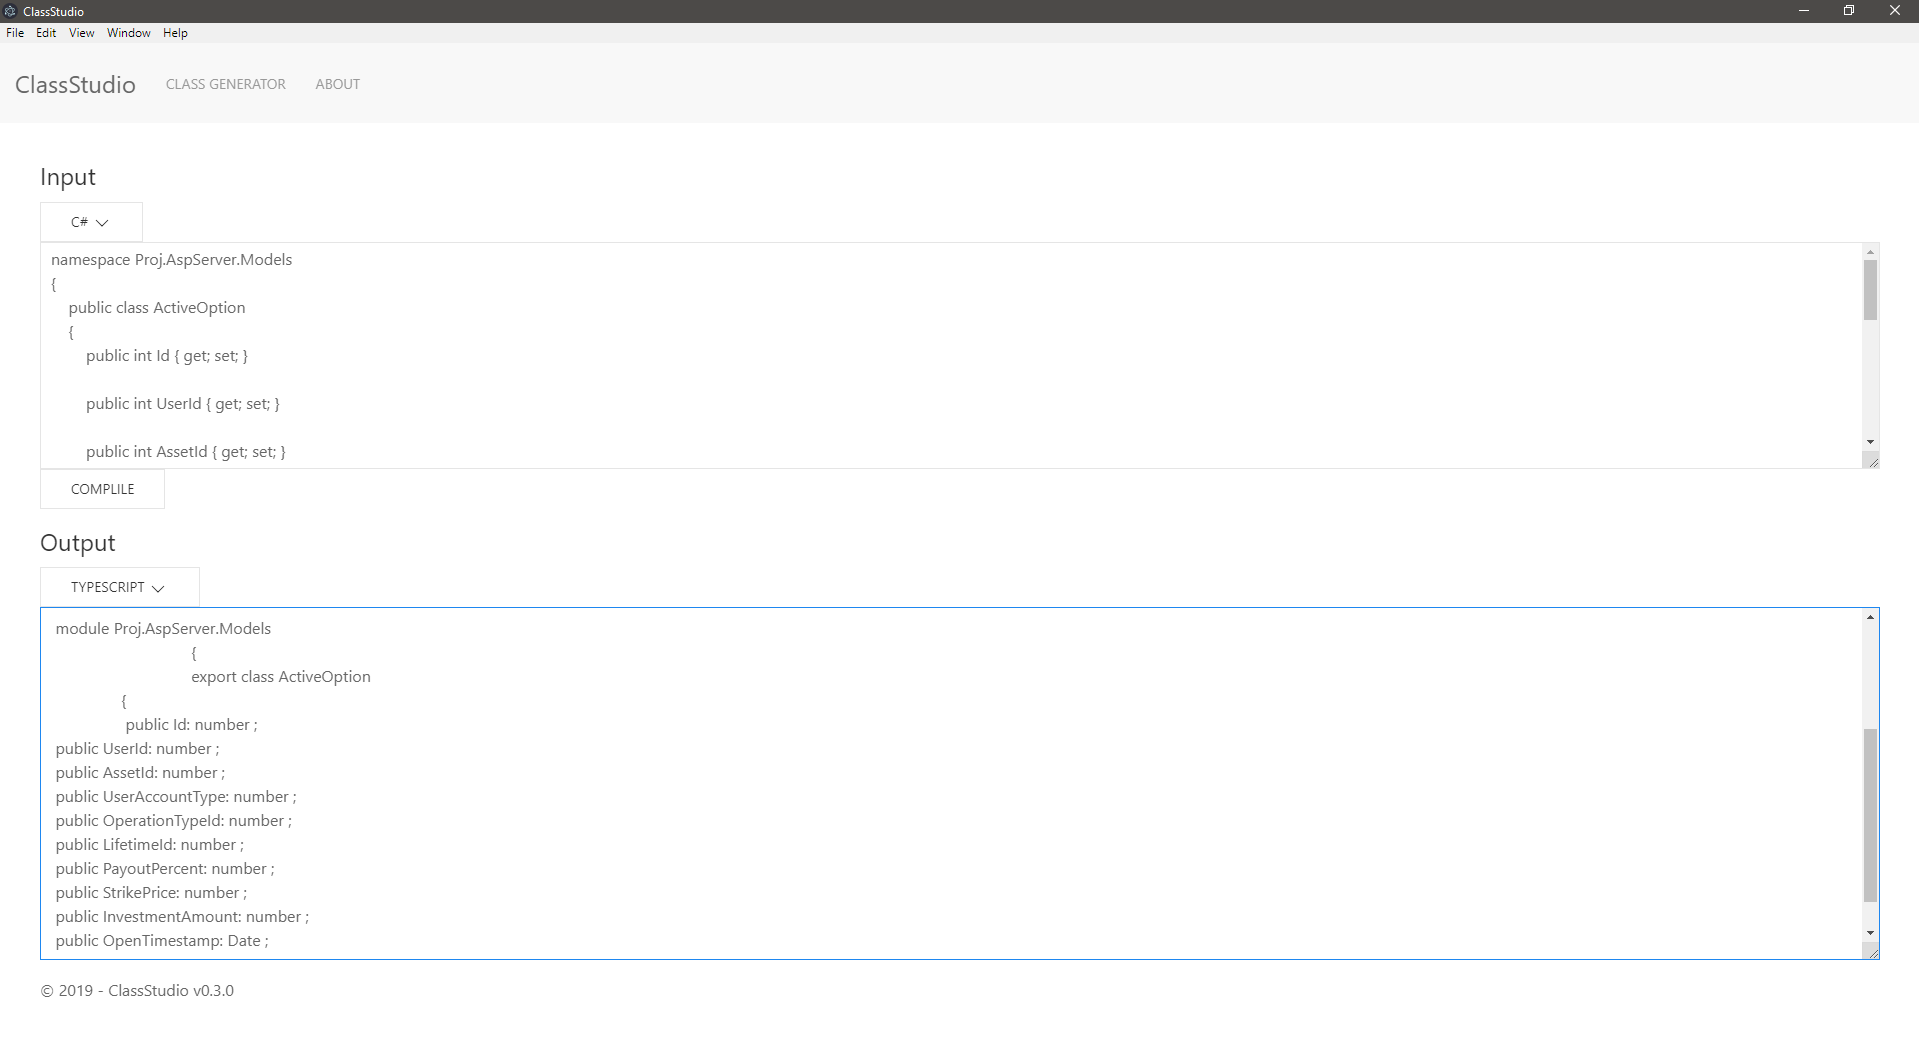 ClassStudio
File Edit View Window Help
ClassStudio CLASS GENERATOR ABOUT
Input
C#
namespace Proj.AspServer.Models
{
public class ActiveOption
{
public int Id { get; set; }
public int UserId { get; set; }
public int AssetId { get; set; }
COMPLILE
Output
TYPESCRIPT
module Proj.AspServer.Models
{
export class ActiveOption
{
public Id: number ;
public UserId: number ;
public AssetId: number ;
public UserAccountType: number ;
public OperationTypeId: number ;
public LifetimeId: number ;
public PayoutPercent: number ;
public StrikePrice: number ;
public InvestmentAmount: number ;
public OpenTimestamp: Date ;
© 2019 - ClassStudio v0.3.0